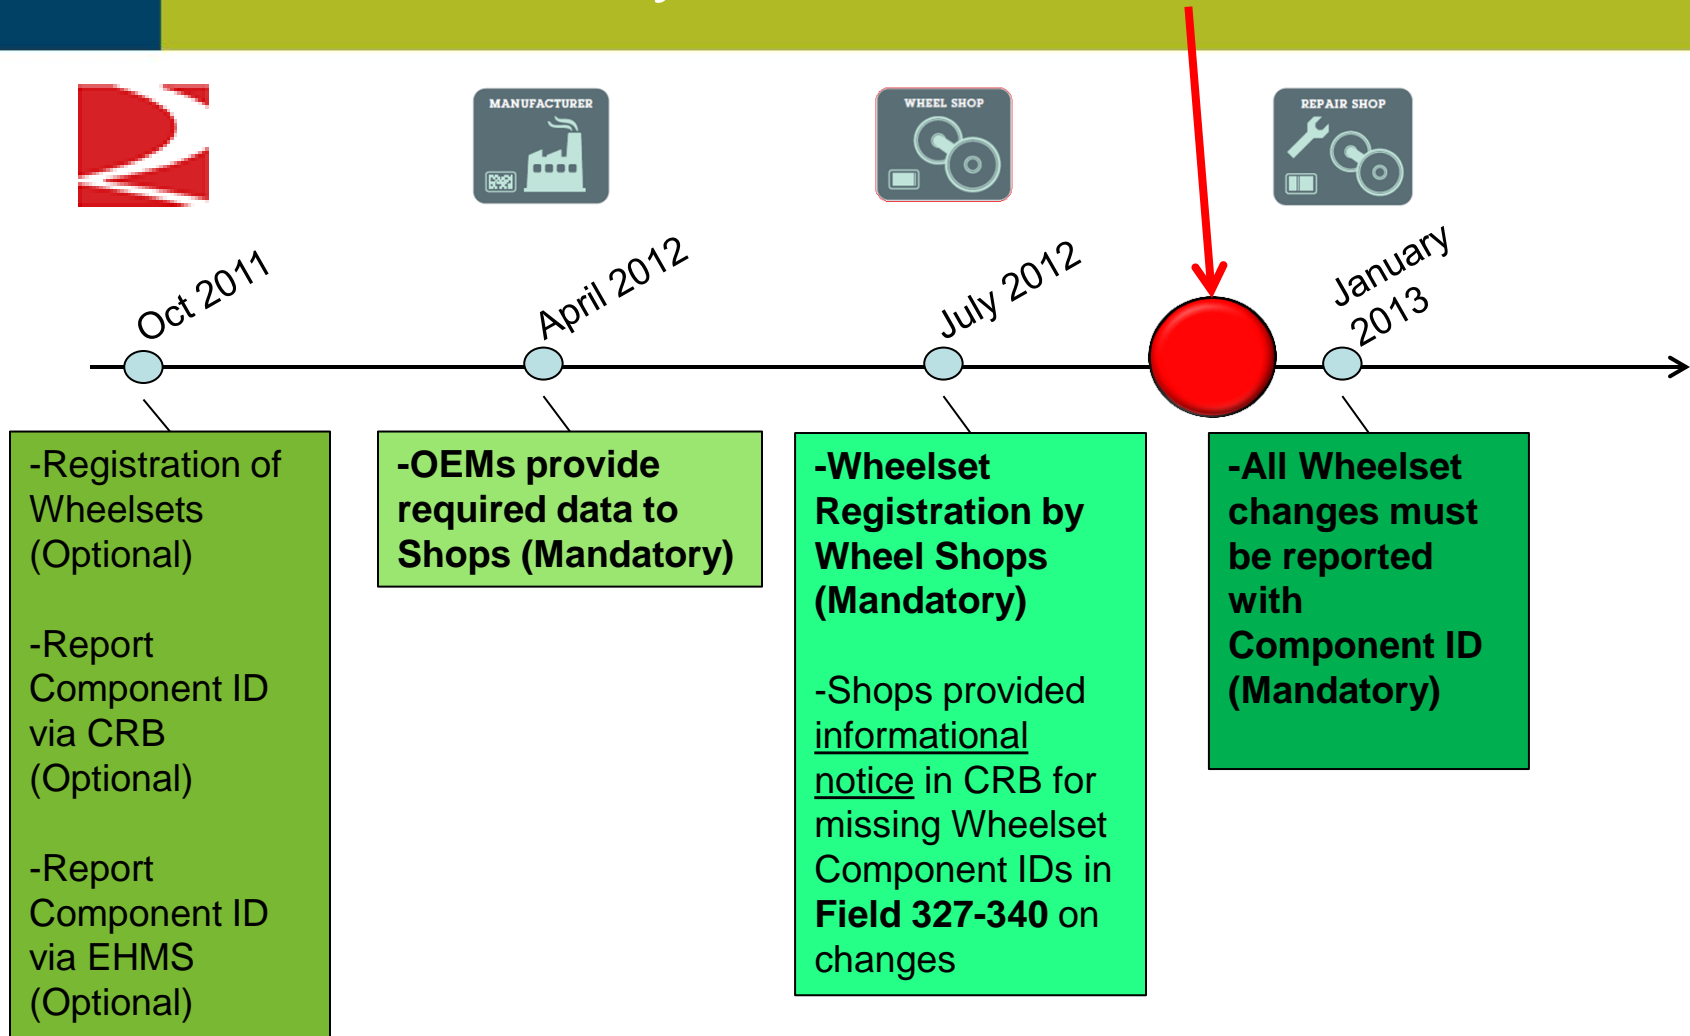 MANUFACTURER
WHEEL SHOP
REPAIR SHOP
Oct 2011
April 2012
July 2012
January
2013
-Registration of
Wheelsets
(Optional)
-Report
Component ID
via CRB
(Optional)
-Report
Component ID
via EHMS
(Optional)
-OEMs provide
required data to
Shops (Mandatory)
-Wheelset
Registration by
Wheel Shops
(Mandatory)
-Shops provided
informational
notice in CRB for
missing Wheelset
Component IDs in
Field 327-340 on
changes
-All Wheelset
changes must
be reported
with
Component ID
(Mandatory)